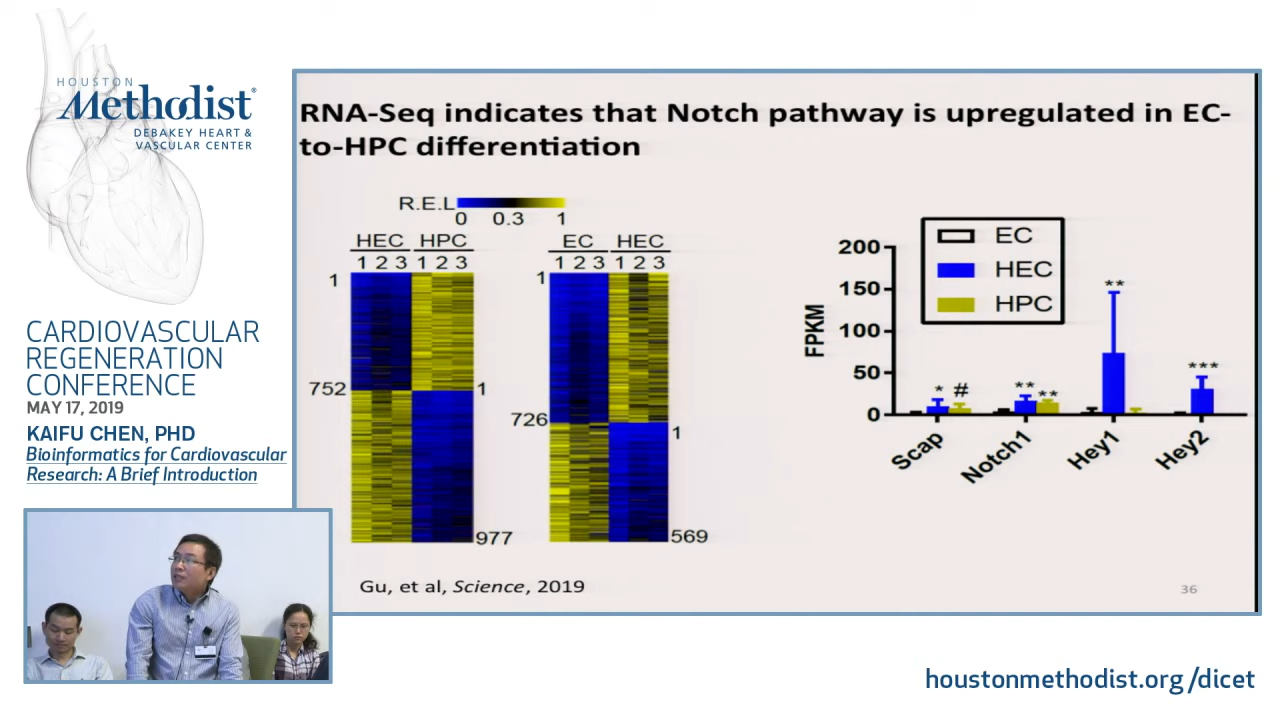 HOUSTON
Methodist®
DEBAKEY HEART &
VASCULAR CENTER
CARDIOVASCULAR
REGENERATION
CONFERENCE
MAY 17, 2019
KAIFU CHEN, PHD
Bioinformatics for Cardiovascular
Research: A Brief Introduction
RNA-Seq indicates that Notch pathway is upregulated in EC-
to-HPC differentiation
R.E.L
0 0.3 1
HEC HPC
1 2 3 1 2 3
1
752
1
977
EC HEC
1 2 3 1 2 3
1
726
1
569
EC
HEC
HPC
FPKM
200
150
100
50
0
* #
** **
**
***
Scap
Notch1
Hey1
Hey2
Gu, et al, Science, 2019
36
houstonmethodist.org/dicet